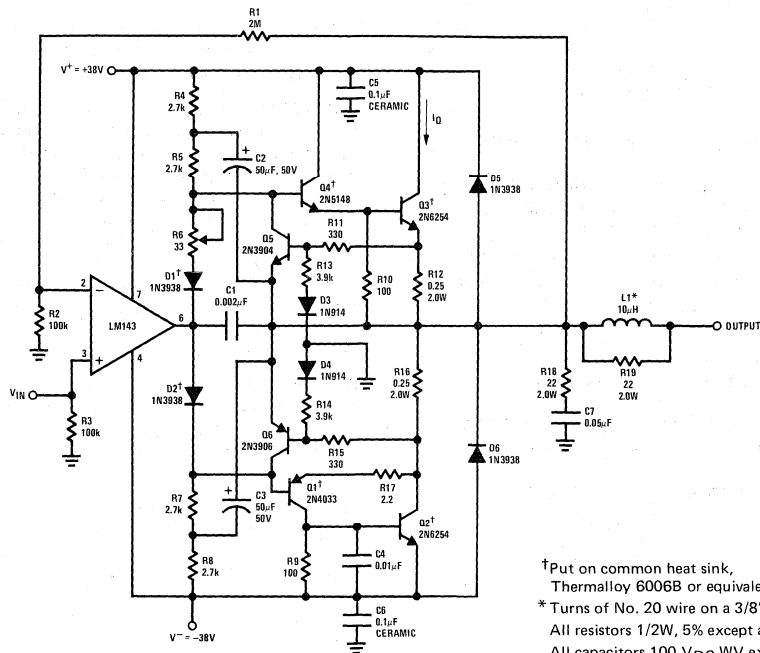 R1
2M
V+ = +38V
R4
2.7k
C5
0.1µF
CERAMIC
IQ
R5
2.7k
+
C2
50µF, 50V
D5
1N3938
Q4†
2N5148
Q3†
2N6254
R6
33
Q5
2N3904
R11
330
D1†
1N3938
R13
3.9k
R10
100
R12
0.25
2.0W
C1
0.002µF
D3
1N914
L1*
10µH
2
−
7
R2
100k
LM143
6
OUTPUT
3
+
4
VIN
R3
100k
D2†
1N3938
D4
1N914
R16
0.25
2.0W
R18
22
2.0W
R19
22
2.0W
R14
3.9k
C7
0.05µF
Q6
2N3906
R15
330
D6
1N3938
R7
2.7k
+
C3
50µF
50V
Q1†
2N4033
R17
2.2
Q2†
2N6254
R8
2.7k
R9
100
C4
0.01µF
C6
0.1µF
CERAMIC
V− = −38V
†Put on common heat sink,
Thermalloy 6006B or equivale
* Turns of No. 20 wire on a 3/8"
All resistors 1/2W, 5% except a
All capacitors 100 VDC WV ex